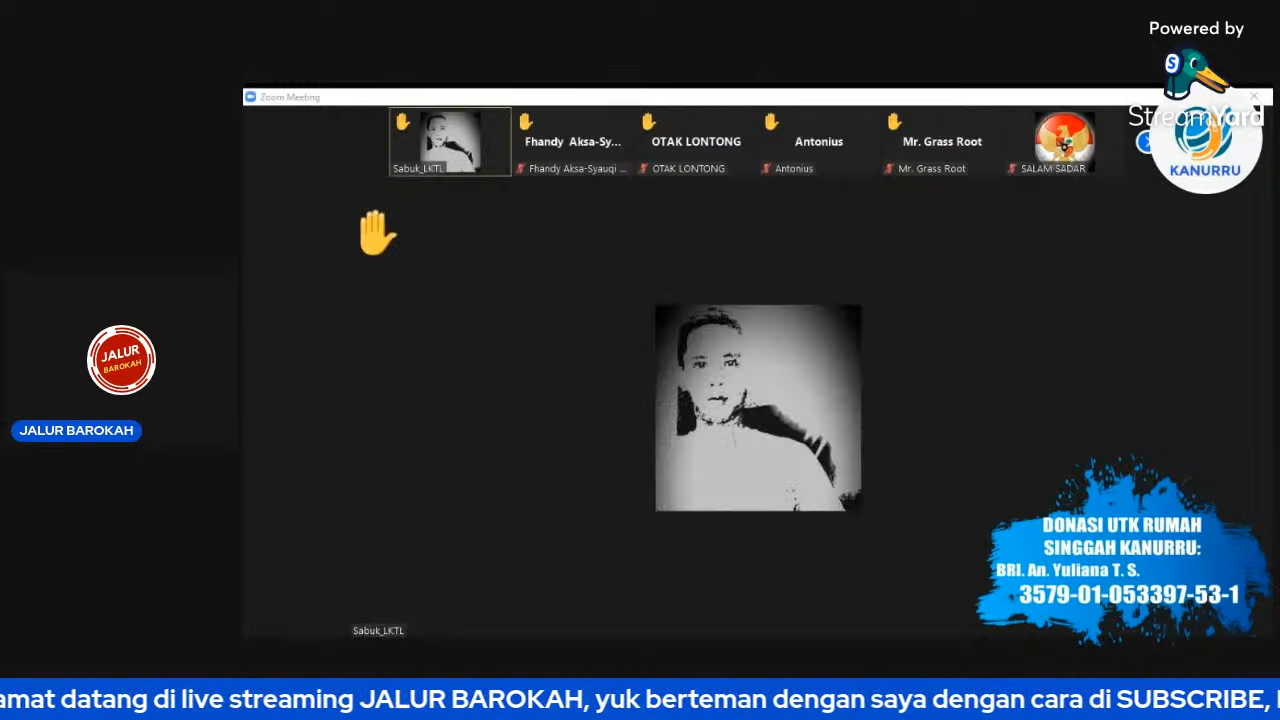 Powered by
StreamYard
KANURRU
Zoom Meeting
Fhandy Aksa-Sy...
OTAK LONTONG
Antonius
Mr. Grass Root
Sabuk_LKTL
Fhandy Aksa-Syauqi ...
OTAK LONTONG
Antonius
Mr. Grass Root
SALAM SADAR
JALUR
BAROKAH
JALUR BAROKAH
DONASI UTK RUMAH
SINGGAH KANURRU:
BRI. An. Yuliana T. S.
3579-01-053397-53-1
Sabuk_LKTL
amat datang di live streaming JALUR BAROKAH, yuk berteman dengan saya dengan cara di SUBSCRIBE,